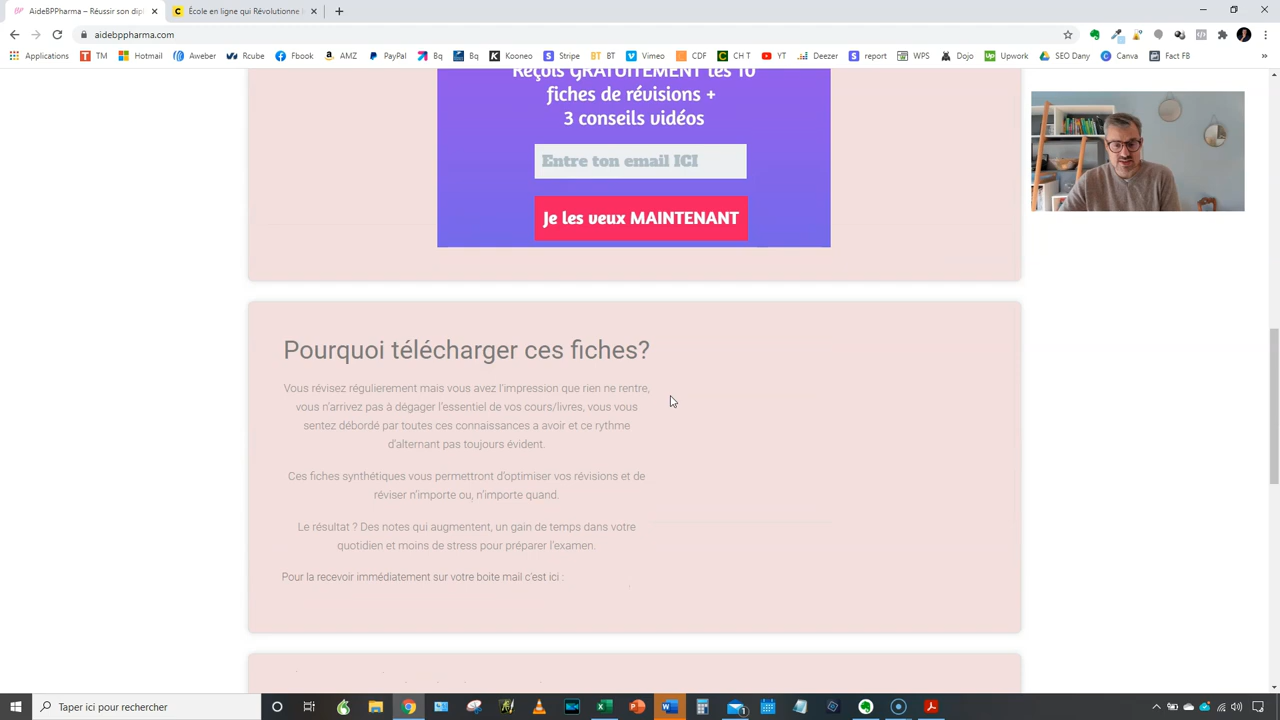 AideBPPharma – Réussir son dipl
École en ligne qui Révolutionne l
aidebppharma.com
Applications TM Hotmail Aweber Rcube Fbook AMZ PayPal Bq Bq Kooneo Stripe BT Vimeo CDF CH T YT Deezer report WPS Dojo Upwork SEO Dany Canva Fact FB
Reçois GRATUITEMENT les 10
fiches de révisions +
3 conseils vidéos
Entre ton email ICI
Je les veux MAINTENANT
Pourquoi télécharger ces fiches?
Vous révisez régulierement mais vous avez l'impression que rien ne rentre,
vous n'arrivez pas à dégager l'essentiel de vos cours/livres, vous vous
sentez débordé par toutes ces connaissances a avoir et ce rythme
d'alternant pas toujours évident.
Ces fiches synthétiques vous permettront d'optimiser vos révisions et de
réviser n'importe ou, n'importe quand.
Le résultat ? Des notes qui augmentent, un gain de temps dans votre
quotidien et moins de stress pour préparer l'examen.
Pour la recevoir immédiatement sur votre boite mail c'est ici :
Taper ici pour rechercher